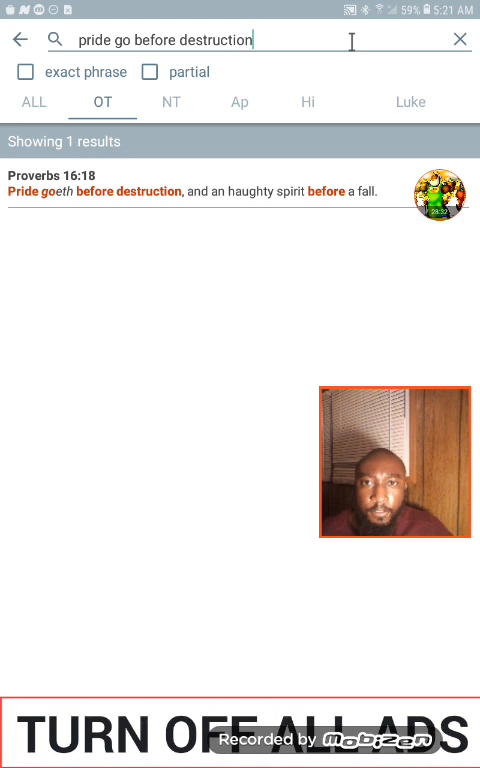 59% 5:21 AM
pride go before destruction
exact phrase partial
ALL OT NT Ap Hi Luke
Showing 1 results
Proverbs 16:18
Pride goeth before destruction, and an haughty spirit before a fall.
28:32
TURN OFF ALL ADS
Recorded by Mobizen